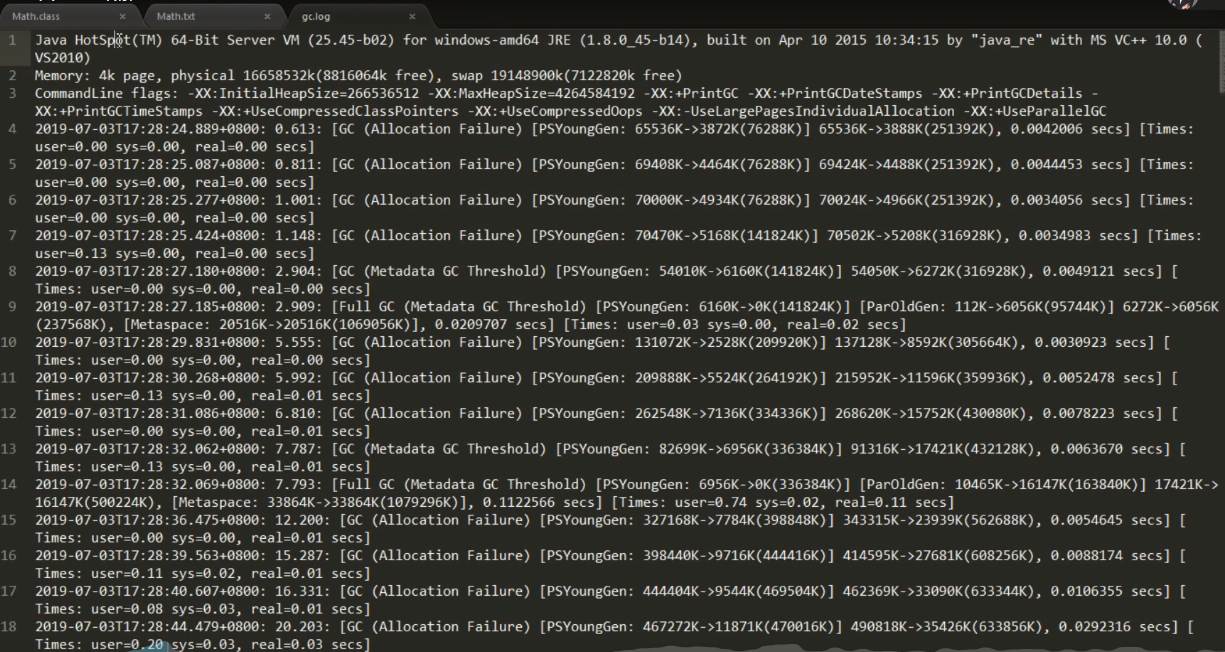 Math.class × Math.txt × gc.log ×
1 Java HotSpot(TM) 64-Bit Server VM (25.45-b02) for windows-amd64 JRE (1.8.0_45-b14), built on Apr 10 2015 10:34:15 by "java_re" with MS VC++ 10.0 (
VS2010)
2 Memory: 4k page, physical 16658532k(8816064k free), swap 19148900k(7122820k free)
3 CommandLine flags: -XX:InitialHeapSize=266536512 -XX:MaxHeapSize=4264584192 -XX:+PrintGC -XX:+PrintGCDateStamps -XX:+PrintGCDetails -
XX:+PrintGCTimeStamps -XX:+UseCompressedClassPointers -XX:+UseCompressedOops -XX:-UseLargePagesIndividualAllocation -XX:+UseParallelGC
4 2019-07-03T17:28:24.889+0800: 0.613: [GC (Allocation Failure) [PSYoungGen: 65536K->3872K(76288K)] 65536K->3888K(251392K), 0.0042006 secs] [Times:
user=0.00 sys=0.00, real=0.00 secs]
5 2019-07-03T17:28:25.087+0800: 0.811: [GC (Allocation Failure) [PSYoungGen: 69408K->4464K(76288K)] 69424K->4488K(251392K), 0.0044453 secs] [Times:
user=0.00 sys=0.00, real=0.00 secs]
6 2019-07-03T17:28:25.277+0800: 1.001: [GC (Allocation Failure) [PSYoungGen: 70000K->4934K(76288K)] 70024K->4966K(251392K), 0.0034056 secs] [Times:
user=0.00 sys=0.00, real=0.00 secs]
7 2019-07-03T17:28:25.424+0800: 1.148: [GC (Allocation Failure) [PSYoungGen: 70470K->5168K(141824K)] 70502K->5208K(316928K), 0.0034983 secs] [Times:
user=0.13 sys=0.00, real=0.00 secs]
8 2019-07-03T17:28:27.180+0800: 2.904: [GC (Metadata GC Threshold) [PSYoungGen: 54010K->6160K(141824K)] 54050K->6272K(316928K), 0.0049121 secs] [
Times: user=0.00 sys=0.00, real=0.00 secs]
9 2019-07-03T17:28:27.185+0800: 2.909: [Full GC (Metadata GC Threshold) [PSYoungGen: 6160K->0K(141824K)] [ParOldGen: 112K->6056K(95744K)] 6272K->6056K
(237568K), [Metaspace: 20516K->20516K(1069056K)], 0.0209707 secs] [Times: user=0.03 sys=0.00, real=0.02 secs]
10 2019-07-03T17:28:29.831+0800: 5.555: [GC (Allocation Failure) [PSYoungGen: 131072K->2528K(209920K)] 137128K->8592K(305664K), 0.0030923 secs] [
Times: user=0.00 sys=0.00, real=0.00 secs]
11 2019-07-03T17:28:30.268+0800: 5.992: [GC (Allocation Failure) [PSYoungGen: 209888K->5524K(264192K)] 215952K->11596K(359936K), 0.0052478 secs] [
Times: user=0.13 sys=0.00, real=0.01 secs]
12 2019-07-03T17:28:31.086+0800: 6.810: [GC (Allocation Failure) [PSYoungGen: 262548K->7136K(334336K)] 268620K->15752K(430080K), 0.0078223 secs] [
Times: user=0.00 sys=0.00, real=0.01 secs]
13 2019-07-03T17:28:32.062+0800: 7.787: [GC (Metadata GC Threshold) [PSYoungGen: 82699K->6956K(336384K)] 91316K->17421K(432128K), 0.0063670 secs] [
Times: user=0.13 sys=0.00, real=0.01 secs]
14 2019-07-03T17:28:32.069+0800: 7.793: [Full GC (Metadata GC Threshold) [PSYoungGen: 6956K->0K(336384K)] [ParOldGen: 10465K->16147K(163840K)] 17421K->
16147K(500224K), [Metaspace: 33864K->33864K(1079296K)], 0.1122566 secs] [Times: user=0.74 sys=0.02, real=0.11 secs]
15 2019-07-03T17:28:36.475+0800: 12.200: [GC (Allocation Failure) [PSYoungGen: 327168K->7784K(398848K)] 343315K->23939K(562688K), 0.0054645 secs] [
Times: user=0.00 sys=0.00, real=0.01 secs]
16 2019-07-03T17:28:39.563+0800: 15.287: [GC (Allocation Failure) [PSYoungGen: 398440K->9716K(444416K)] 414595K->27681K(608256K), 0.0088174 secs] [
Times: user=0.11 sys=0.02, real=0.01 secs]
17 2019-07-03T17:28:40.607+0800: 16.331: [GC (Allocation Failure) [PSYoungGen: 444404K->9544K(469504K)] 462369K->33090K(633344K), 0.0106355 secs] [
Times: user=0.08 sys=0.03, real=0.01 secs]
18 2019-07-03T17:28:44.479+0800: 20.203: [GC (Allocation Failure) [PSYoungGen: 467272K->11871K(470016K)] 490818K->35426K(633856K), 0.0292316 secs] [
Times: user=0.20 sys=0.03, real=0.03 secs]